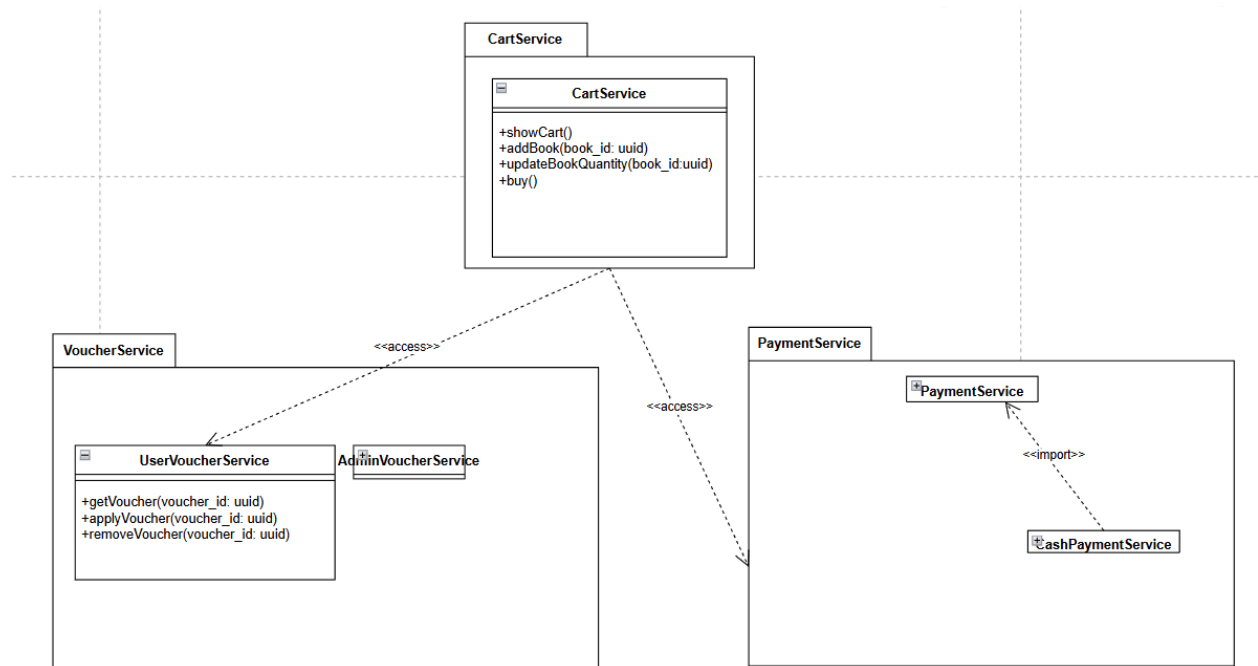 CartService
CartService
+showCart()
+addBook(book_id: uuid)
+updateBookQuantity(book_id:uuid)
+buy()
<<access>>
<<access>>
VoucherService
UserVoucherService
+getVoucher(voucher_id: uuid)
+applyVoucher(voucher_id: uuid)
+removeVoucher(voucher_id: uuid)
AdminVoucherService
PaymentService
PaymentService
<<import>>
CashPaymentService